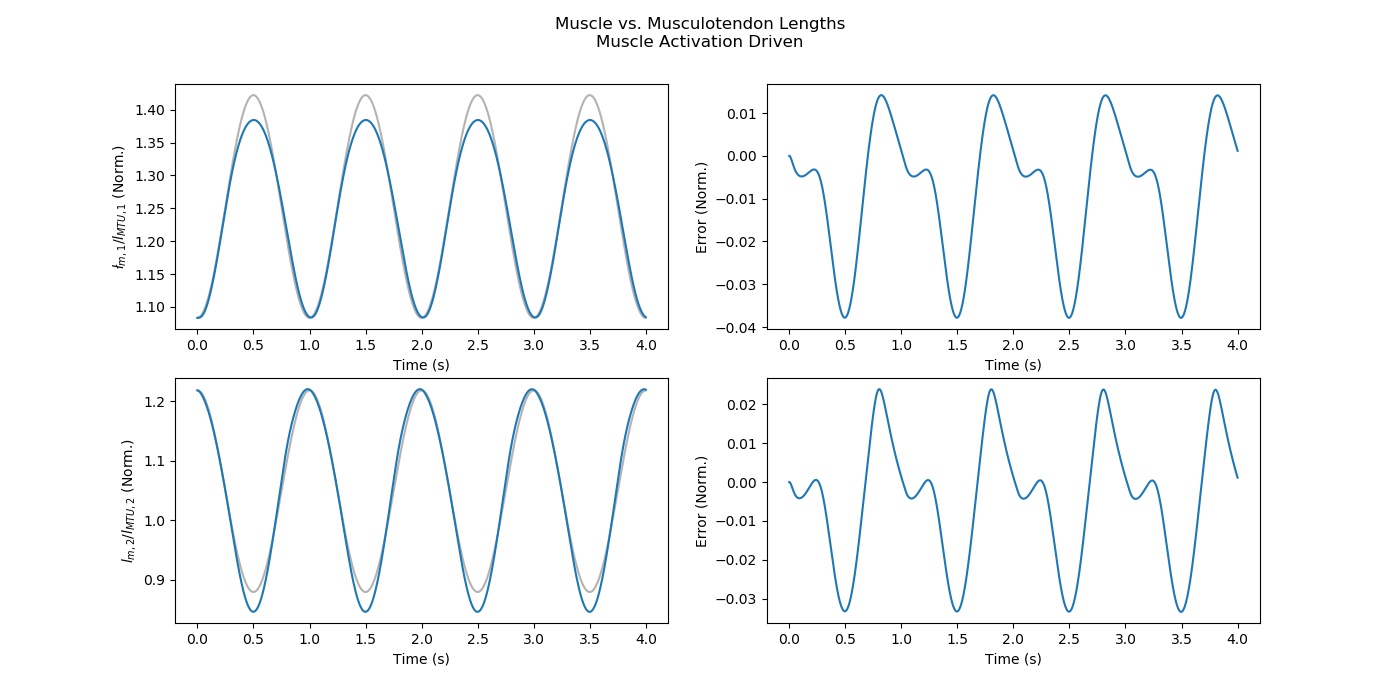 Muscle vs. Musculotendon Lengths
Muscle Activation Driven
l_{m,1}/l_{MTU,1} (Norm.)
1.40
1.35
1.30
1.25
1.20
1.15
1.10
0.0 0.5 1.0 1.5 2.0 2.5 3.0 3.5 4.0
Time (s)
Error (Norm.)
0.01
0.00
−0.01
−0.02
−0.03
−0.04
0.0 0.5 1.0 1.5 2.0 2.5 3.0 3.5 4.0
Time (s)
l_{m,2}/l_{MTU,2} (Norm.)
1.2
1.1
1.0
0.9
0.0 0.5 1.0 1.5 2.0 2.5 3.0 3.5 4.0
Time (s)
Error (Norm.)
0.02
0.01
0.00
−0.01
−0.02
−0.03
0.0 0.5 1.0 1.5 2.0 2.5 3.0 3.5 4.0
Time (s)